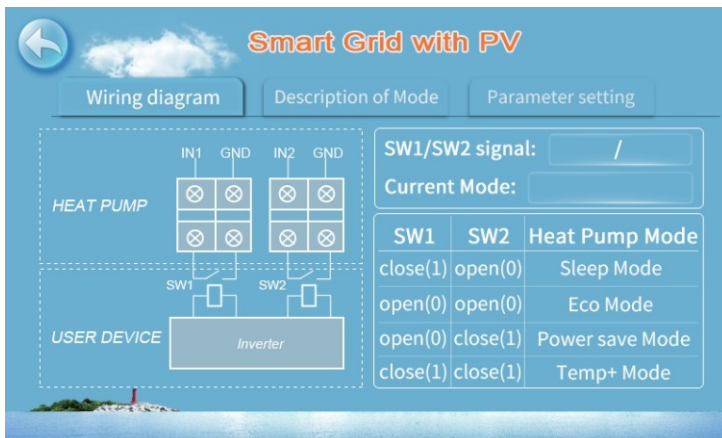 Smart Grid with PV
Wiring diagram
Description of Mode
Parameter setting
IN1 GND IN2 GND
HEAT PUMP
SW1 SW2
USER DEVICE
Inverter
SW1/SW2 signal: /
Current Mode:
SW1 SW2 Heat Pump Mode
close(1) open(0) Sleep Mode
open(0) open(0) Eco Mode
open(0) close(1) Power save Mode
close(1) close(1) Temp+ Mode